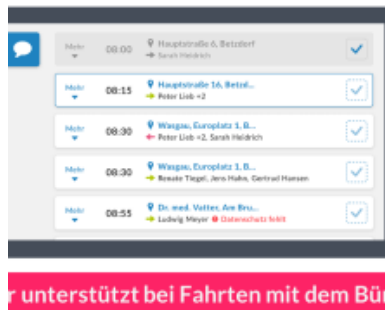 Mehr 08:00 Hauptstraße 6, Betzdorf
Sarah Heidrich
Mehr 08:15 Hauptstraße 16, Betzd...
Peter Lieb +2
Mehr 08:30 Wasgau, Europlatz 1, B...
Peter Lieb +2, Sarah Heidrich
Mehr 08:30 Wasgau, Europlatz 1, B...
Renate Tiegel, Jens Hahn, Gertrud Hansen
Mehr 08:55 Dr. med. Vatter, Am Bru...
Ludwig Meyer Datenschutz fehlt
r unterstützt bei Fahrten mit dem Bür